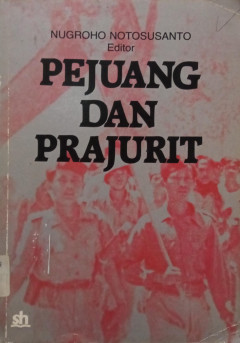 NUGROHO NOTOSUSANTO
Editor
PEJUANG
DAN
PRAJURIT
sh